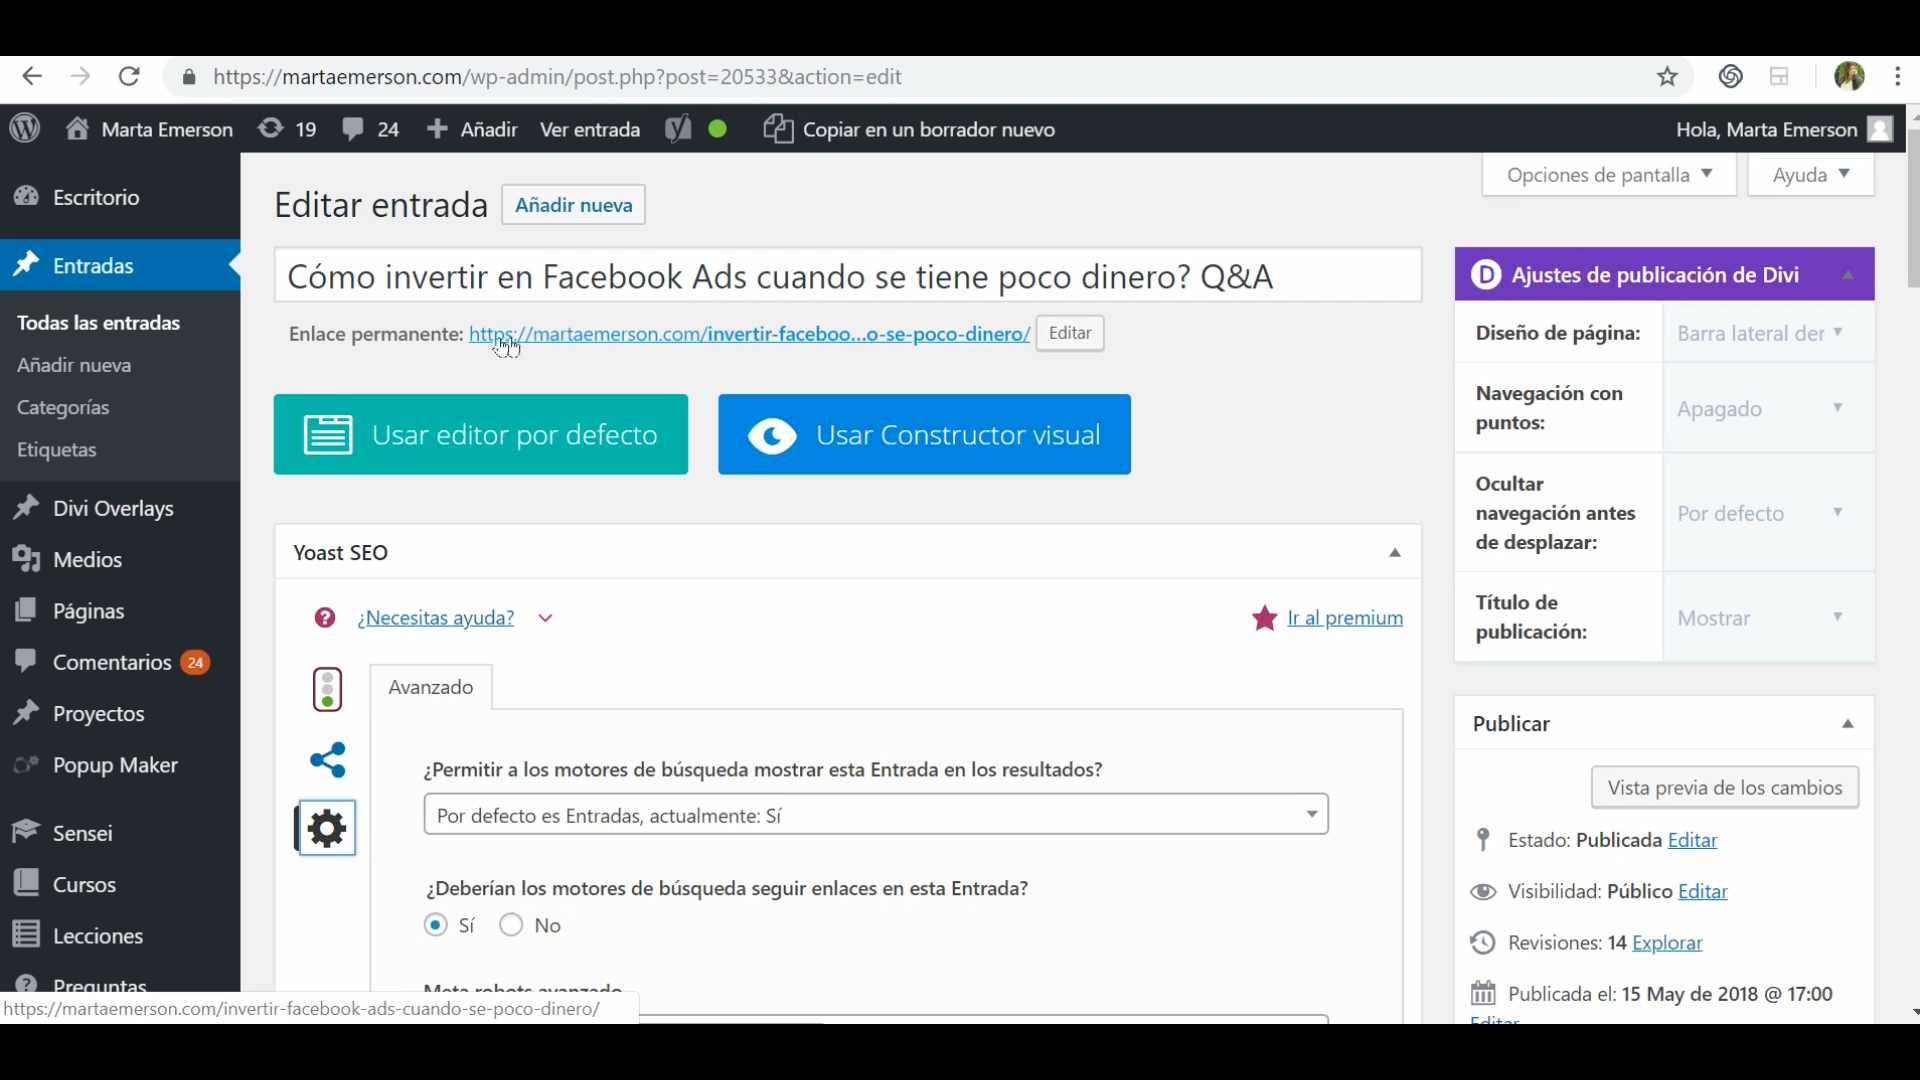 https://martaemerson.com/wp-admin/post.php?post=20533&action=edit
Marta Emerson 19 24 Añadir Ver entrada Copiar en un borrador nuevo Hola, Marta Emerson
Opciones de pantalla Ayuda
Escritorio
Entradas
Todas las entradas
Añadir nueva
Categorías
Etiquetas
Divi Overlays
Medios
Páginas
Comentarios 24
Proyectos
Popup Maker
Sensei
Cursos
Lecciones
Preguntas
Editar entrada Añadir nueva
Cómo invertir en Facebook Ads cuando se tiene poco dinero? Q&A
Enlace permanente: https://martaemerson.com/invertir-faceboo...o-se-poco-dinero/ Editar
Usar editor por defecto Usar Constructor visual
Yoast SEO
¿Necesitas ayuda? Ir al premium
Avanzado
¿Permitir a los motores de búsqueda mostrar esta Entrada en los resultados?
Por defecto es Entradas, actualmente: Sí
¿Deberían los motores de búsqueda seguir enlaces en esta Entrada?
Sí No
Meta robots avanzado
D Ajustes de publicación de Divi
Diseño de página: Barra lateral der
Navegación con
puntos:
Apagado
Ocultar
navegación antes
de desplazar:
Por defecto
Título de
publicación:
Mostrar
Publicar
Vista previa de los cambios
Estado: Publicada Editar
Visibilidad: Público Editar
Revisiones: 14 Explorar
Publicada el: 15 May de 2018 @ 17:00
Editar
https://martaemerson.com/invertir-facebook-ads-cuando-se-poco-dinero/